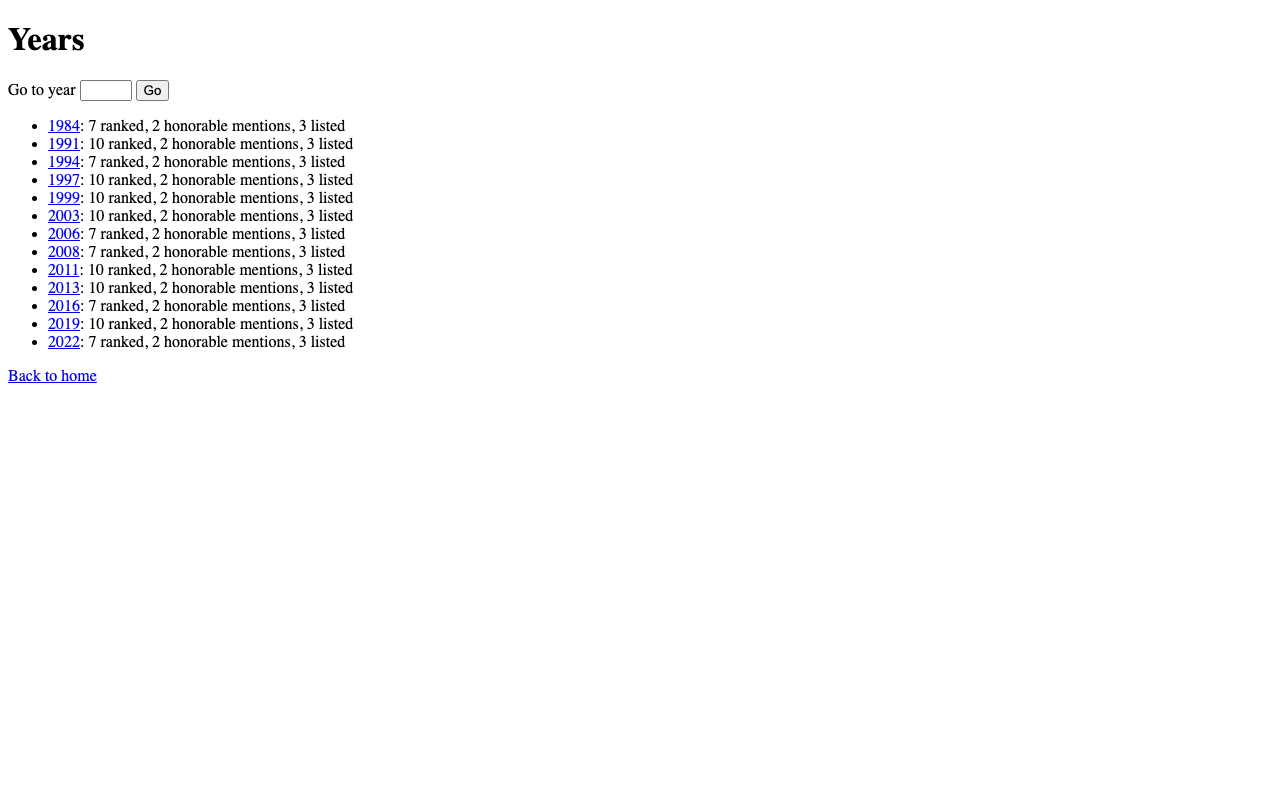 Years
Go to year Go
1984: 7 ranked, 2 honorable mentions, 3 listed
1991: 10 ranked, 2 honorable mentions, 3 listed
1994: 7 ranked, 2 honorable mentions, 3 listed
1997: 10 ranked, 2 honorable mentions, 3 listed
1999: 10 ranked, 2 honorable mentions, 3 listed
2003: 10 ranked, 2 honorable mentions, 3 listed
2006: 7 ranked, 2 honorable mentions, 3 listed
2008: 7 ranked, 2 honorable mentions, 3 listed
2011: 10 ranked, 2 honorable mentions, 3 listed
2013: 10 ranked, 2 honorable mentions, 3 listed
2016: 7 ranked, 2 honorable mentions, 3 listed
2019: 10 ranked, 2 honorable mentions, 3 listed
2022: 7 ranked, 2 honorable mentions, 3 listed
Back to home